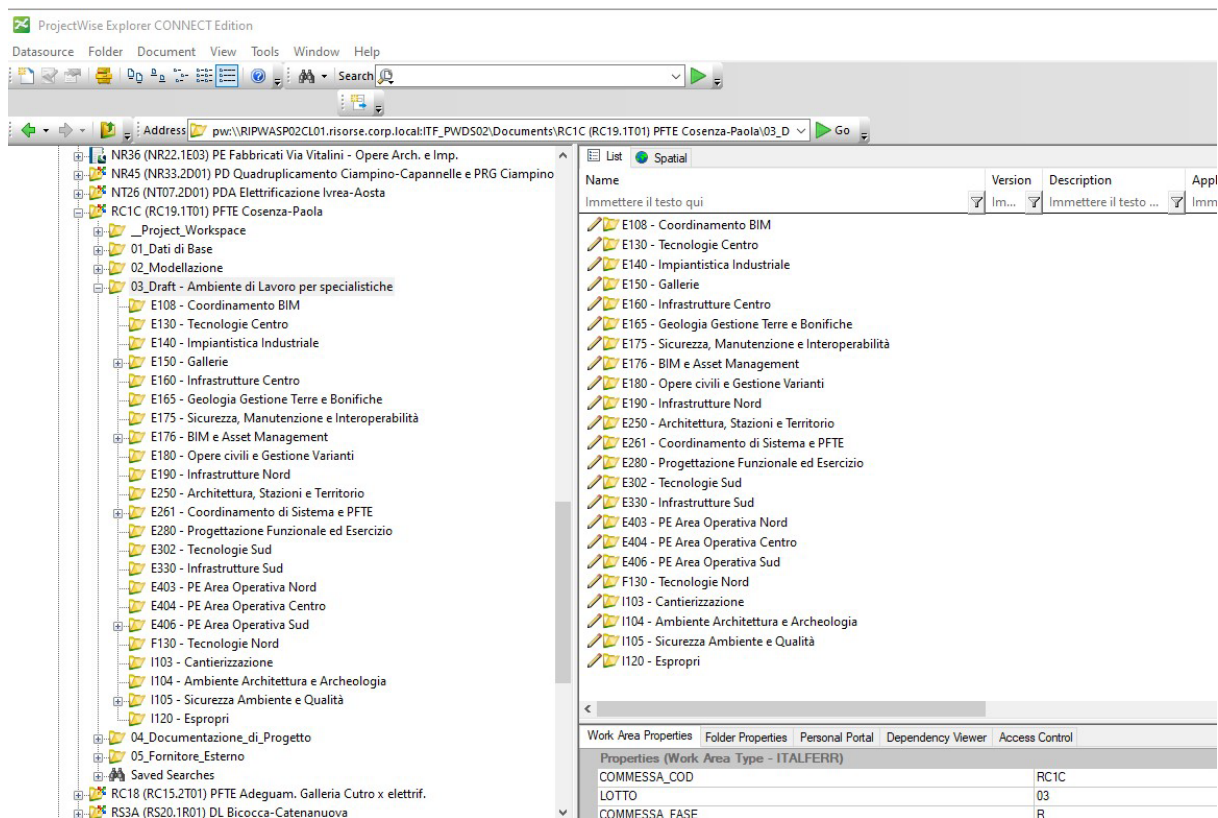 ProjectWise Explorer CONNECT Edition
Datasource Folder Document View Tools Window Help
Search
Address pw:\\RIPWASP02CL01.risorse.corp.local:ITF_PWDS02\Documents\RC1C (RC19.1T01) PFTE Cosenza-Paola\03_D Go
NR36 (NR22.1E03) PE Fabbricati Via Vitalini - Opere Arch. e Imp.
NR45 (NR33.2D01) PD Quadruplicamento Ciampino-Capannelle e PRG Ciampino
NT26 (NT07.2D01) PDA Elettrificazione Ivrea-Aosta
RC1C (RC19.1T01) PFTE Cosenza-Paola
__Project_Workspace
01_Dati di Base
02_Modellazione
03_Draft - Ambiente di Lavoro per specialistiche
E108 - Coordinamento BIM
E130 - Tecnologie Centro
E140 - Impiantistica Industriale
E150 - Gallerie
E160 - Infrastrutture Centro
E165 - Geologia Gestione Terre e Bonifiche
E175 - Sicurezza, Manutenzione e Interoperabilità
E176 - BIM e Asset Management
E180 - Opere civili e Gestione Varianti
E190 - Infrastrutture Nord
E250 - Architettura, Stazioni e Territorio
E261 - Coordinamento di Sistema e PFTE
E280 - Progettazione Funzionale ed Esercizio
E302 - Tecnologie Sud
E330 - Infrastrutture Sud
E403 - PE Area Operativa Nord
E404 - PE Area Operativa Centro
E406 - PE Area Operativa Sud
F130 - Tecnologie Nord
I103 - Cantierizzazione
I104 - Ambiente Architettura e Archeologia
I105 - Sicurezza Ambiente e Qualità
I120 - Espropri
04_Documentazione_di_Progetto
05_Fornitore_Esterno
Saved Searches
RC18 (RC15.2T01) PFTE Adeguam. Galleria Cutro x elettrif.
RS3A (RS20.1R01) DL Bicocca-Catenanuova
List Spatial
Name Version Description Appl
Immettere il testo qui Im... Immettere il testo ... Imm
E108 - Coordinamento BIM
E130 - Tecnologie Centro
E140 - Impiantistica Industriale
E150 - Gallerie
E160 - Infrastrutture Centro
E165 - Geologia Gestione Terre e Bonifiche
E175 - Sicurezza, Manutenzione e Interoperabilità
E176 - BIM e Asset Management
E180 - Opere civili e Gestione Varianti
E190 - Infrastrutture Nord
E250 - Architettura, Stazioni e Territorio
E261 - Coordinamento di Sistema e PFTE
E280 - Progettazione Funzionale ed Esercizio
E302 - Tecnologie Sud
E330 - Infrastrutture Sud
E403 - PE Area Operativa Nord
E404 - PE Area Operativa Centro
E406 - PE Area Operativa Sud
F130 - Tecnologie Nord
I103 - Cantierizzazione
I104 - Ambiente Architettura e Archeologia
I105 - Sicurezza Ambiente e Qualità
I120 - Espropri
Work Area Properties Folder Properties Personal Portal Dependency Viewer Access Control
Properties (Work Area Type - ITALFERR)
COMMESSA_COD RC1C
LOTTO 03
COMMESSA_FASE R